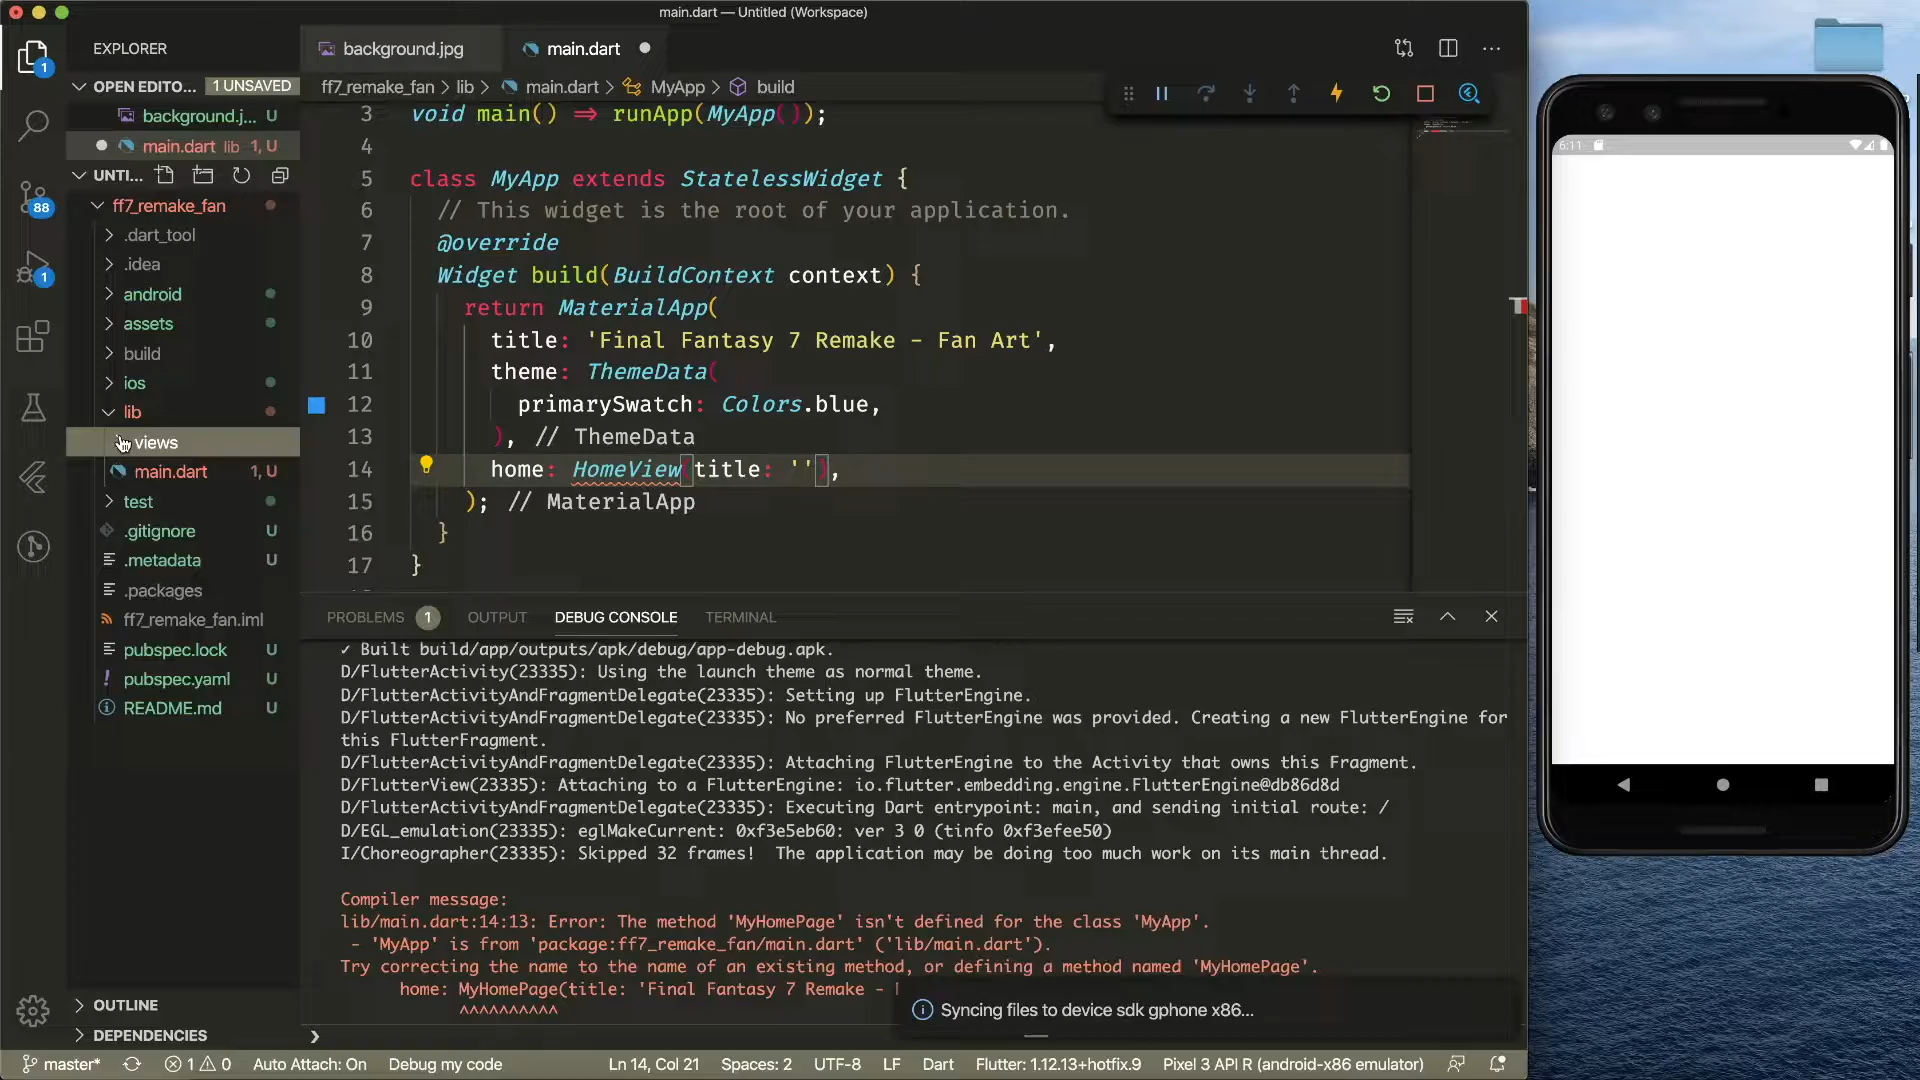 main.dart — Untitled (Workspace)
EXPLORER
OPEN EDITO... 1 UNSAVED
background.j... U
main.dart lib 1, U
UNTI...
ff7_remake_fan
.dart_tool
.idea
android
assets
build
ios
lib
views
main.dart 1, U
test
.gitignore U
.metadata U
.packages
ff7_remake_fan.iml
pubspec.lock U
pubspec.yaml U
README.md U
OUTLINE
DEPENDENCIES
1
88
1
background.jpg
main.dart
ff7_remake_fan > lib > main.dart > MyApp > build
3 void main() => runApp(MyApp());
4
5 class MyApp extends StatelessWidget {
6 // This widget is the root of your application.
7 @override
8 Widget build(BuildContext context) {
9 return MaterialApp(
10 title: 'Final Fantasy 7 Remake - Fan Art',
11 theme: ThemeData(
12 primarySwatch: Colors.blue,
13 ), // ThemeData
14 home: HomeView(title: ''),
15 ); // MaterialApp
16 }
17 }
PROBLEMS 1 OUTPUT DEBUG CONSOLE TERMINAL
✓ Built build/app/outputs/apk/debug/app-debug.apk.
D/FlutterActivity(23335): Using the launch theme as normal theme.
D/FlutterActivityAndFragmentDelegate(23335): Setting up FlutterEngine.
D/FlutterActivityAndFragmentDelegate(23335): No preferred FlutterEngine was provided. Creating a new FlutterEngine for
this FlutterFragment.
D/FlutterActivityAndFragmentDelegate(23335): Attaching FlutterEngine to the Activity that owns this Fragment.
D/FlutterView(23335): Attaching to a FlutterEngine: io.flutter.embedding.engine.FlutterEngine@db86d8d
D/FlutterActivityAndFragmentDelegate(23335): Executing Dart entrypoint: main, and sending initial route: /
D/EGL_emulation(23335): eglMakeCurrent: 0xf3e5eb60: ver 3 0 (tinfo 0xf3efee50)
I/Choreographer(23335): Skipped 32 frames! The application may be doing too much work on its main thread.
Compiler message:
lib/main.dart:14:13: Error: The method 'MyHomePage' isn't defined for the class 'MyApp'.
- 'MyApp' is from 'package:ff7_remake_fan/main.dart' ('lib/main.dart').
Try correcting the name to the name of an existing method, or defining a method named 'MyHomePage'.
home: MyHomePage(title: 'Final Fantasy 7 Remake -
^^^^^^^^^^
Syncing files to device sdk gphone x86...
master* 1 0 Auto Attach: On Debug my code Ln 14, Col 21 Spaces: 2 UTF-8 LF Dart Flutter: 1.12.13+hotfix.9 Pixel 3 API R (android-x86 emulator)
6:11